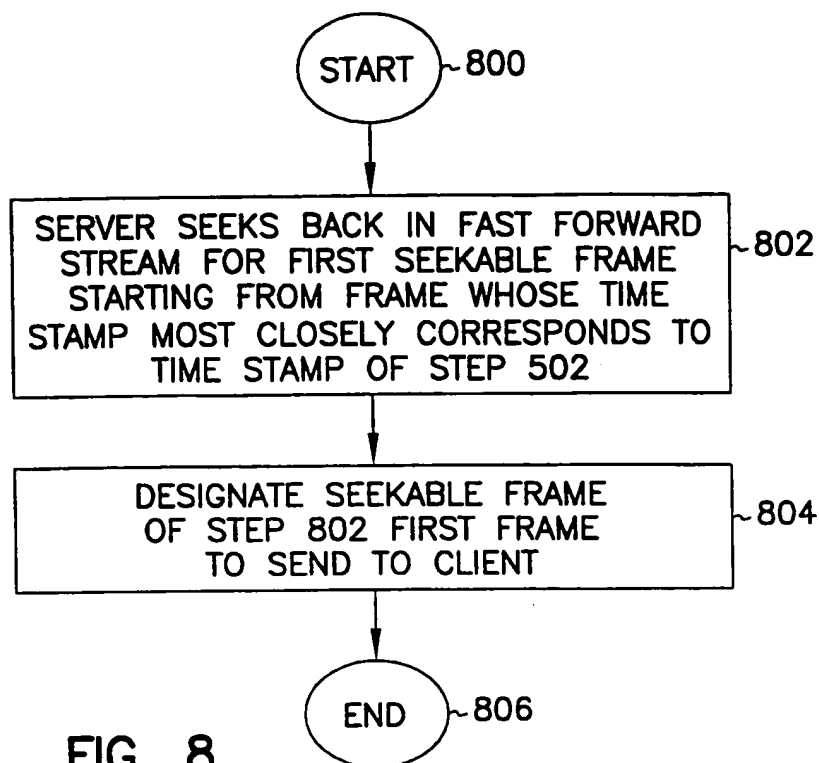 START
800
SERVER SEEKS BACK IN FAST FORWARD
STREAM FOR FIRST SEEKABLE FRAME
STARTING FROM FRAME WHOSE TIME
STAMP MOST CLOSELY CORRESPONDS TO
TIME STAMP OF STEP 502
802
DESIGNATE SEEKABLE FRAME
OF STEP 802 FIRST FRAME
TO SEND TO CLIENT
804
END
806
FIG. 8